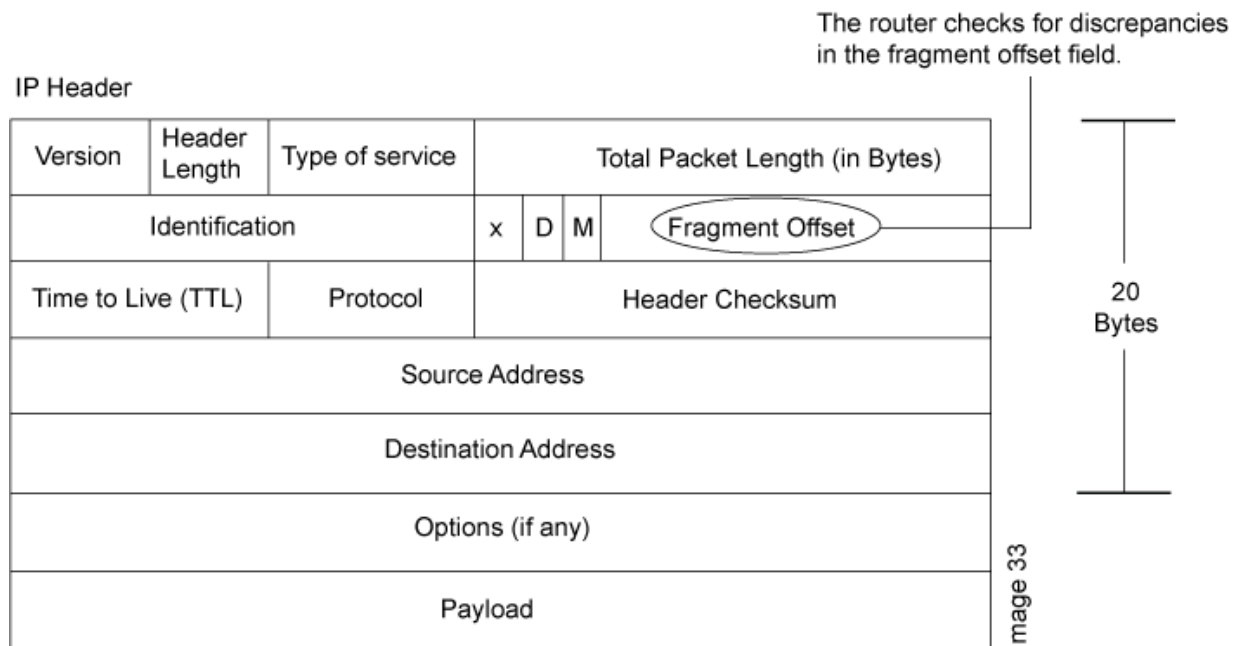 The router checks for discrepancies
in the fragment offset field.
IP Header
Version
Header
Length
Type of service
Total Packet Length (in Bytes)
Identification
x
D
M
Fragment Offset
Time to Live (TTL)
Protocol
Header Checksum
20
Bytes
Source Address
Destination Address
Options (if any)
Payload
mage 33